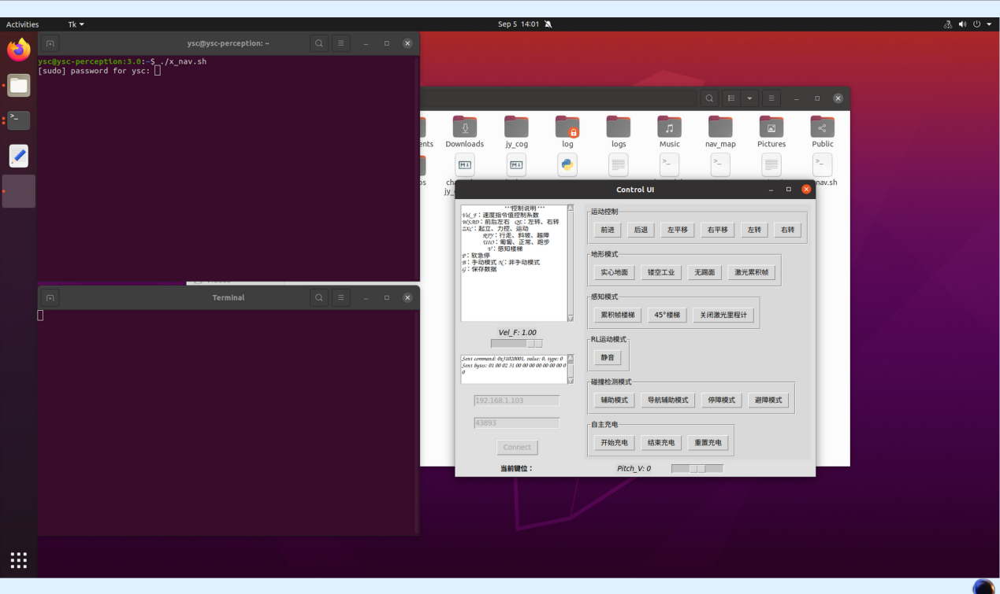 Activities
Tk
Sep 5 14:01
ysc@ysc-perception: ~
ysc@ysc-perception:3.0:~$ ./x_nav.sh
[sudo] password for ysc:
Terminal
Downloads
jy_cog
log
logs
Music
nav_map
Pictures
Public
nav.sh
Control UI
***控制说明***
Vel_F：速度指令值控制系数
WSAD：前后左右 QE：左转、右转
ZXC：起立、力控、运动
RFV：行走、斜坡、越障
UIO：匍匐、正常、跑步
V：感知楼梯
P：软急停
B：手动模式 N：非手动模式
G：保存数据
Vel_F: 1.00
Sent command: 0x31020001, value: 0, type: 0
Sent bytes: 01 00 02 31 00 00 00 00 00 00 00 0
0
192.168.1.103
43893
Connect
当前键位：
运动控制
前进
后退
左平移
右平移
左转
右转
地形模式
实心地面
镂空工业
无踢面
激光累积帧
感知模式
累积帧楼梯
45°楼梯
关闭激光里程计
RL运动模式
静音
碰撞检测模式
辅助模式
导航辅助模式
停障模式
避障模式
自主充电
开始充电
结束充电
重置充电
Pitch_V: 0